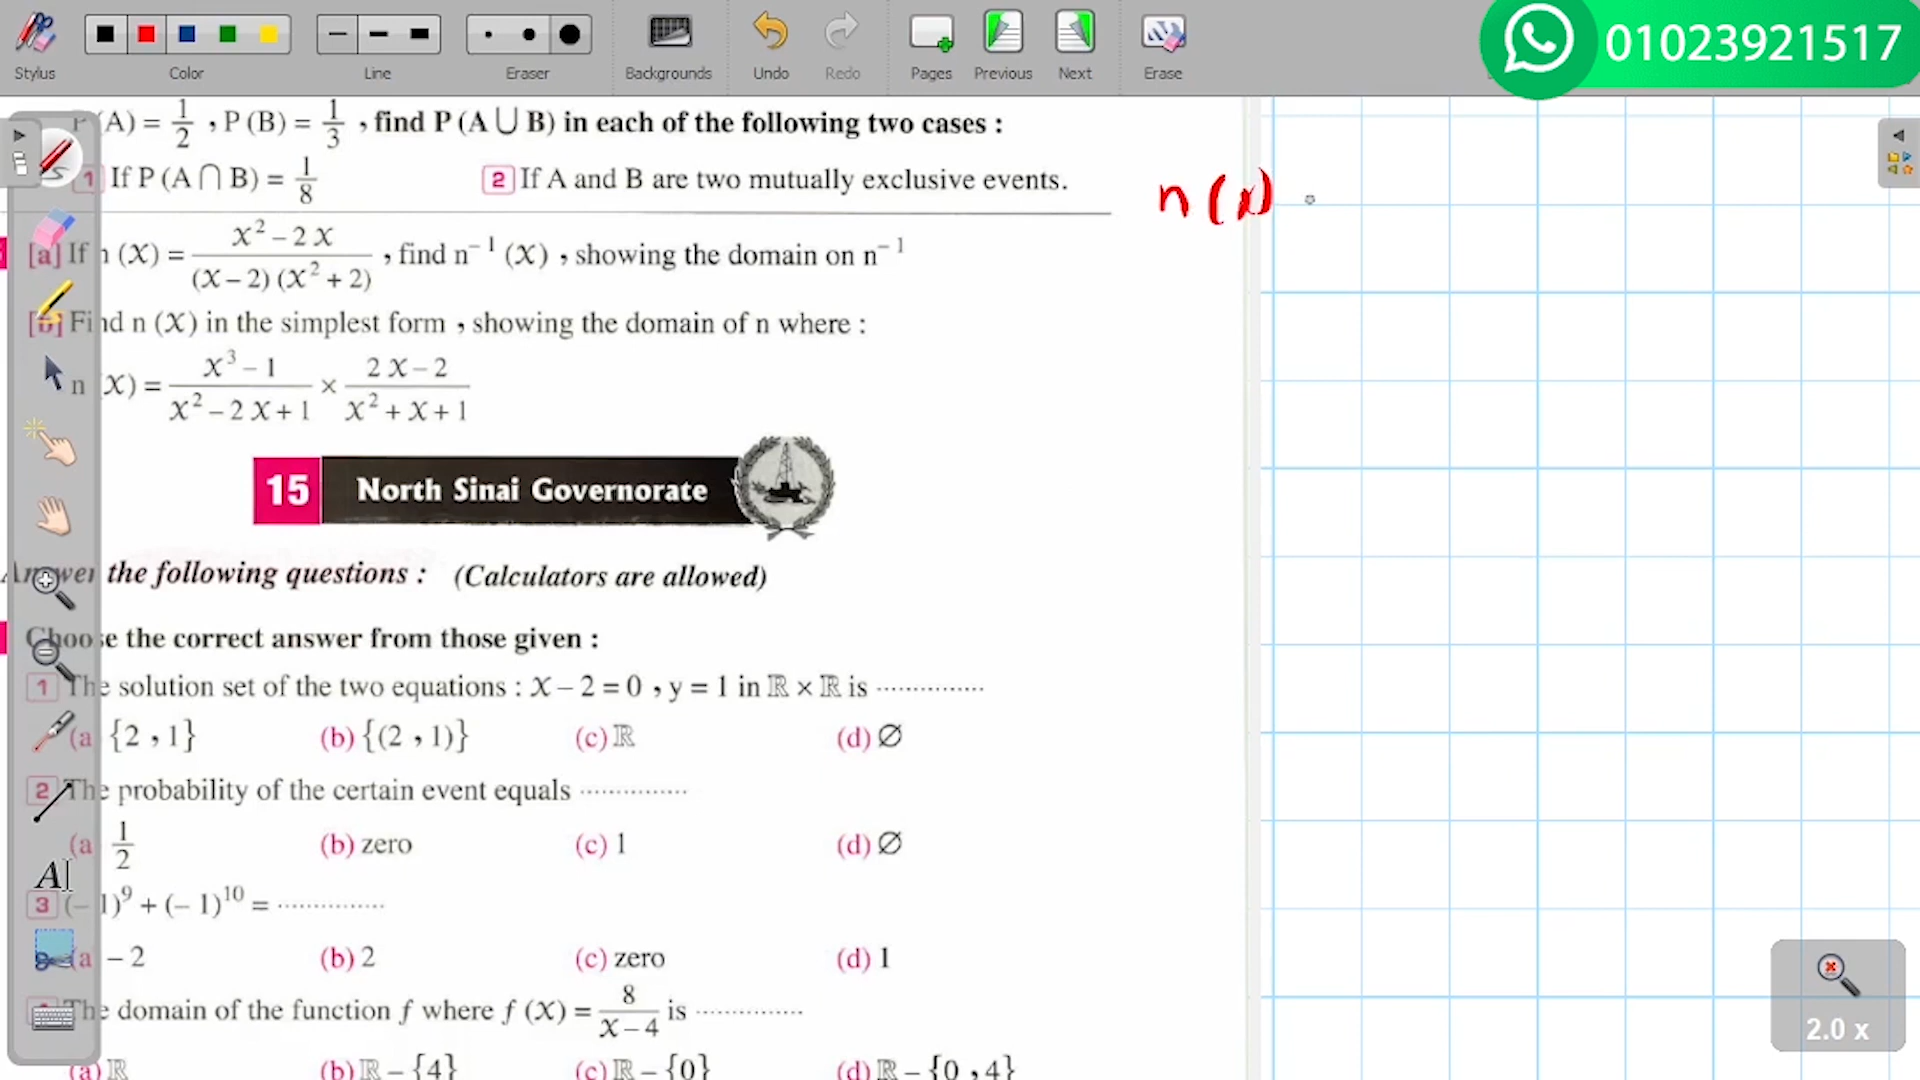 Stylus
Color
Line
Eraser
Backgrounds
Undo
Redo
Pages
Previous
Next
Erase
01023921517
(A) = 1/2 , P (B) = 1/3 , find P (A ⋃ B) in each of the following two cases :
1 If P (A ⋂ B) = 1/8
2 If A and B are two mutually exclusive events.
n (x)
[a] If n (X) = (X² – 2 X) / ((X – 2) (X² + 2)) , find n⁻¹ (X) , showing the domain on n⁻¹
[b] Find n (X) in the simplest form , showing the domain of n where :
n (X) = (X³ – 1) / (X² – 2 X + 1) × (2 X – 2) / (X² + X + 1)
15 North Sinai Governorate
Answer the following questions : (Calculators are allowed)
Choose the correct answer from those given :
1 The solution set of the two equations : X – 2 = 0 , y = 1 in ℝ × ℝ is ...............
(a) {2 , 1} (b) {(2 , 1)} (c) ℝ (d) ∅
2 The probability of the certain event equals ...............
(a) 1/2 (b) zero (c) 1 (d) ∅
3 (– 1)⁹ + (– 1)¹⁰ = ...............
(a) – 2 (b) 2 (c) zero (d) 1
The domain of the function f where f (X) = 8 / (X – 4) is ...............
(a) ℝ (b) ℝ – {4} (c) ℝ – {0} (d) ℝ – {0 , 4}
2.0 x